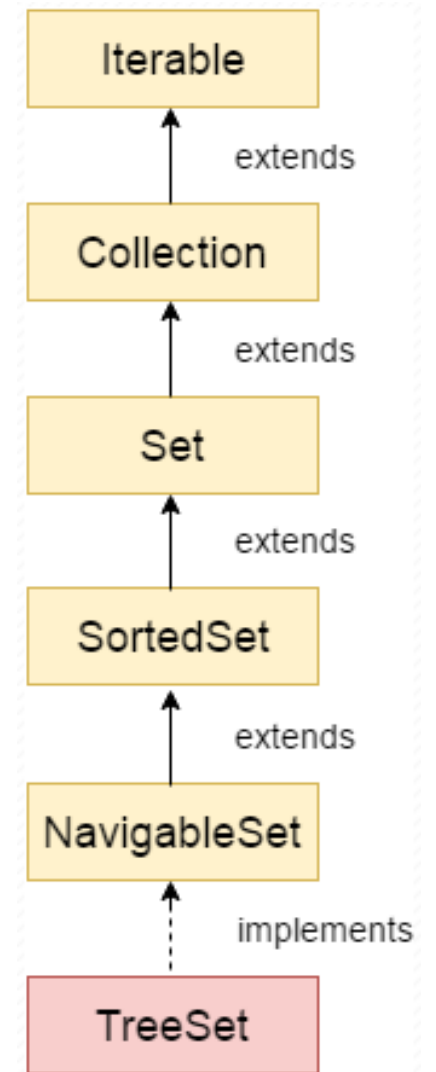 Iterable
extends
Collection
extends
Set
extends
SortedSet
extends
NavigableSet
implements
TreeSet